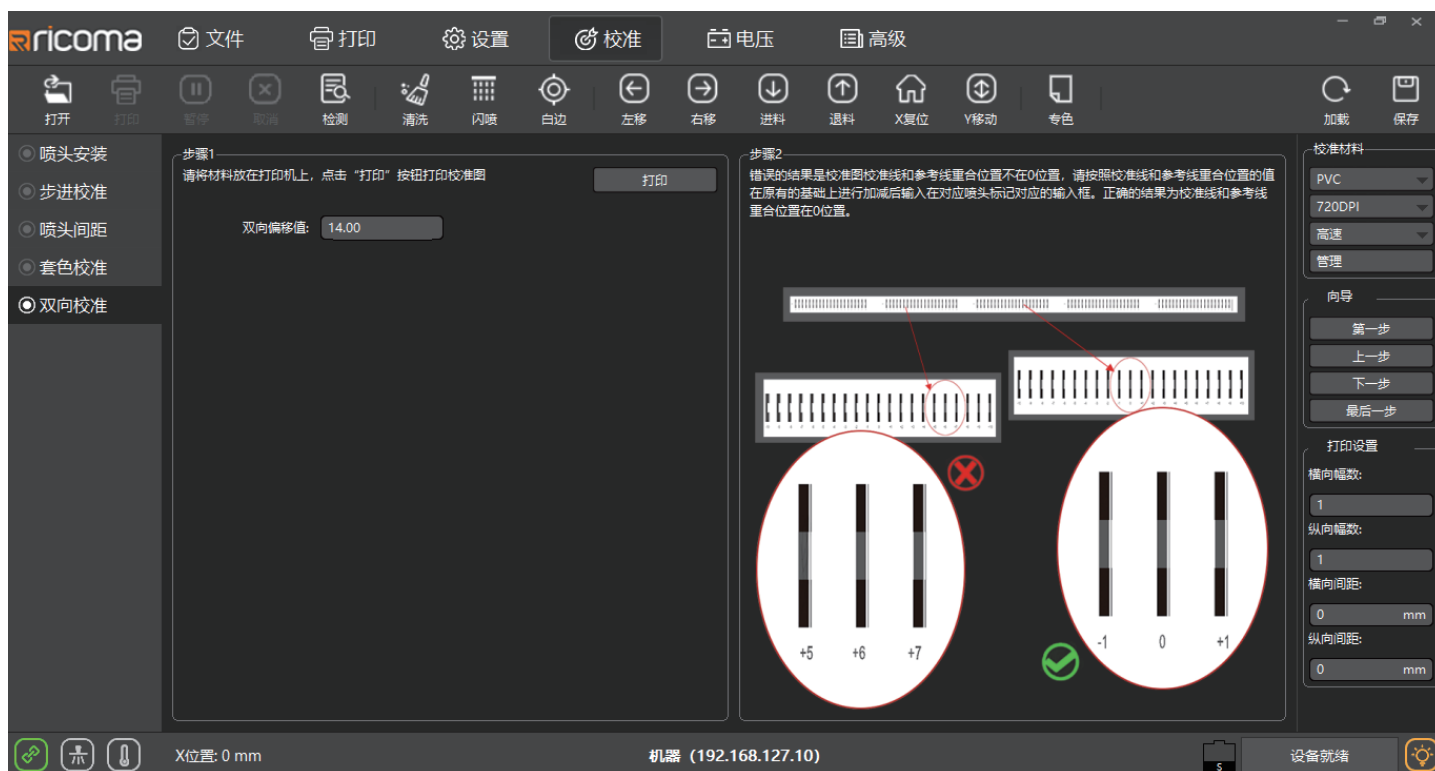 ricoma
文件
打印
设置
校准
电压
高级
打开
打印
暂停
取消
检测
清洗
闪喷
白边
左移
右移
进料
退料
X复位
Y移动
专色
加载
保存
喷头安装
步进校准
喷头间距
套色校准
双向校准
步骤1
请将材料放在打印机上，点击“打印”按钮打印校准图
打印
双向偏移值:
14.00
步骤2
错误的结果是校准图校准线和参考线重合位置不在0位置，请按照校准线和参考线重合位置的值
在原有的基础上进行加减后输入在对应喷头标记对应的输入框。正确的结果为校准线和参考线
重合位置在0位置。
+5 +6 +7
-1 0 +1
校准材料
PVC
720DPI
高速
管理
向导
第一步
上一步
下一步
最后一步
打印设置
横向幅数:
1
纵向幅数:
1
横向间距:
0 mm
纵向间距:
0 mm
X位置: 0 mm
机器 (192.168.127.10)
S
设备就绪